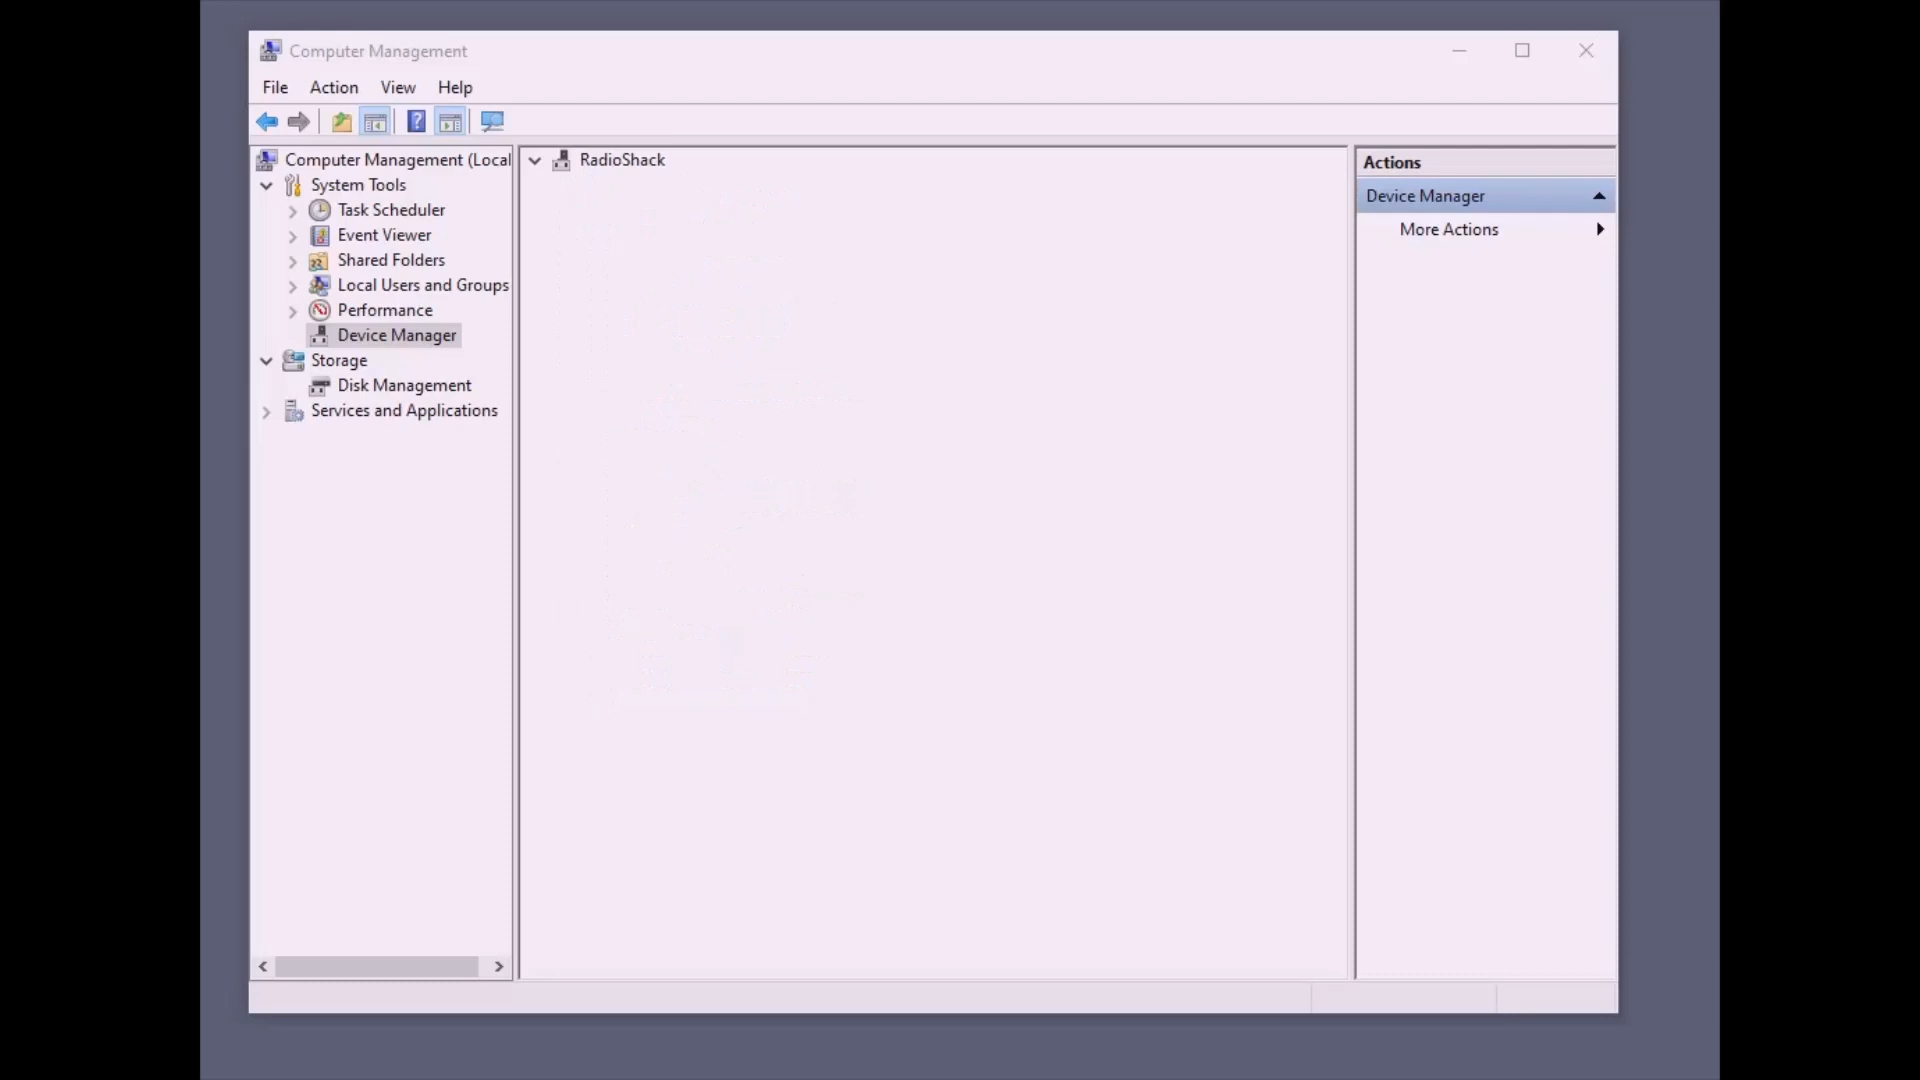 Computer Management
File Action View Help
Computer Management (Local
System Tools
Task Scheduler
Event Viewer
Shared Folders
Local Users and Groups
Performance
Device Manager
Storage
Disk Management
Services and Applications
RadioShack
Actions
Device Manager
More Actions